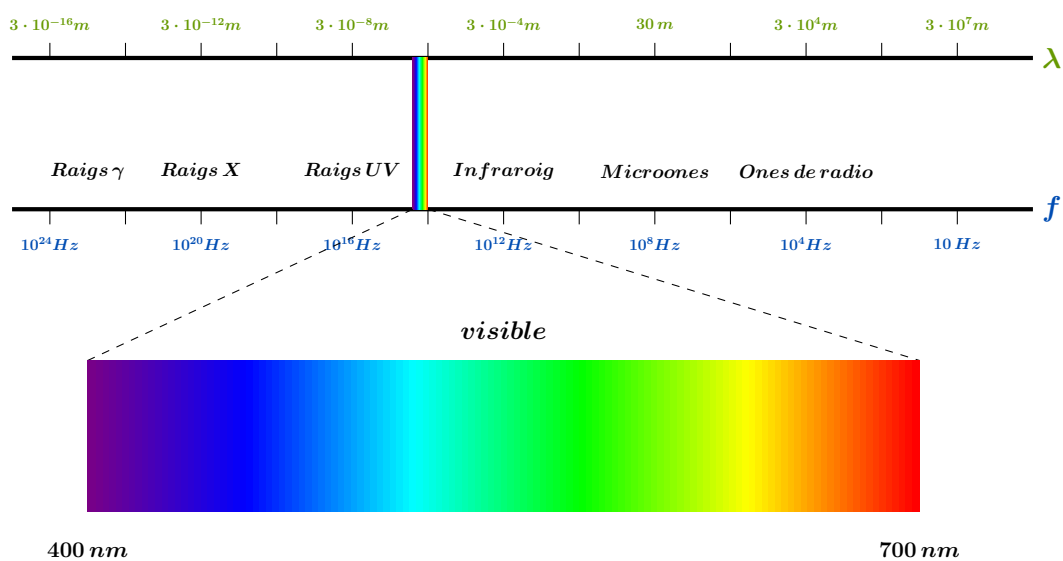 3·10⁻¹⁶m 3·10⁻¹²m 3·10⁻⁸m 3·10⁻⁴m 30 m 3·10⁴m 3·10⁷m
λ
Raigs γ Raigs X Raigs UV Infraroig Microones Ones de radio
f
10²⁴Hz 10²⁰Hz 10¹⁶Hz 10¹²Hz 10⁸Hz 10⁴Hz 10 Hz
visible
400 nm 700 nm